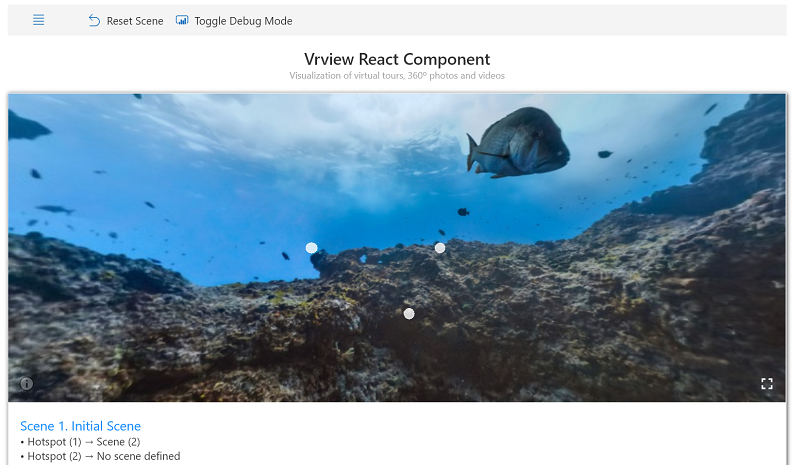 Reset Scene Toggle Debug Mode
Vrview React Component
Visualization of virtual tours, 360º photos and videos
Scene 1. Initial Scene
• Hotspot (1) → Scene (2)
• Hotspot (2) → No scene defined